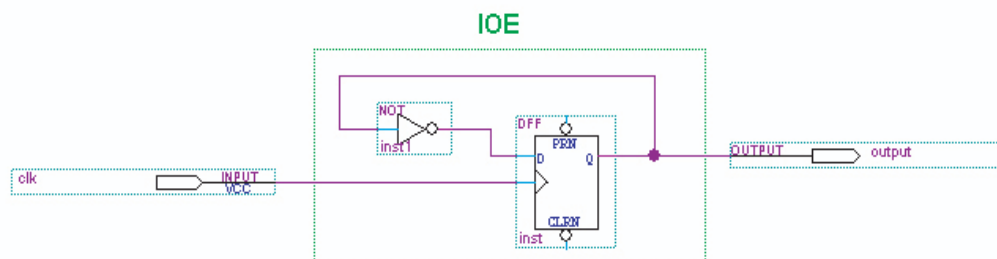 IOE
NOT
inst1
DFF
PRN
D
Q
CLRN
inst
OUTPUT
output
clk
INPUT
VCC